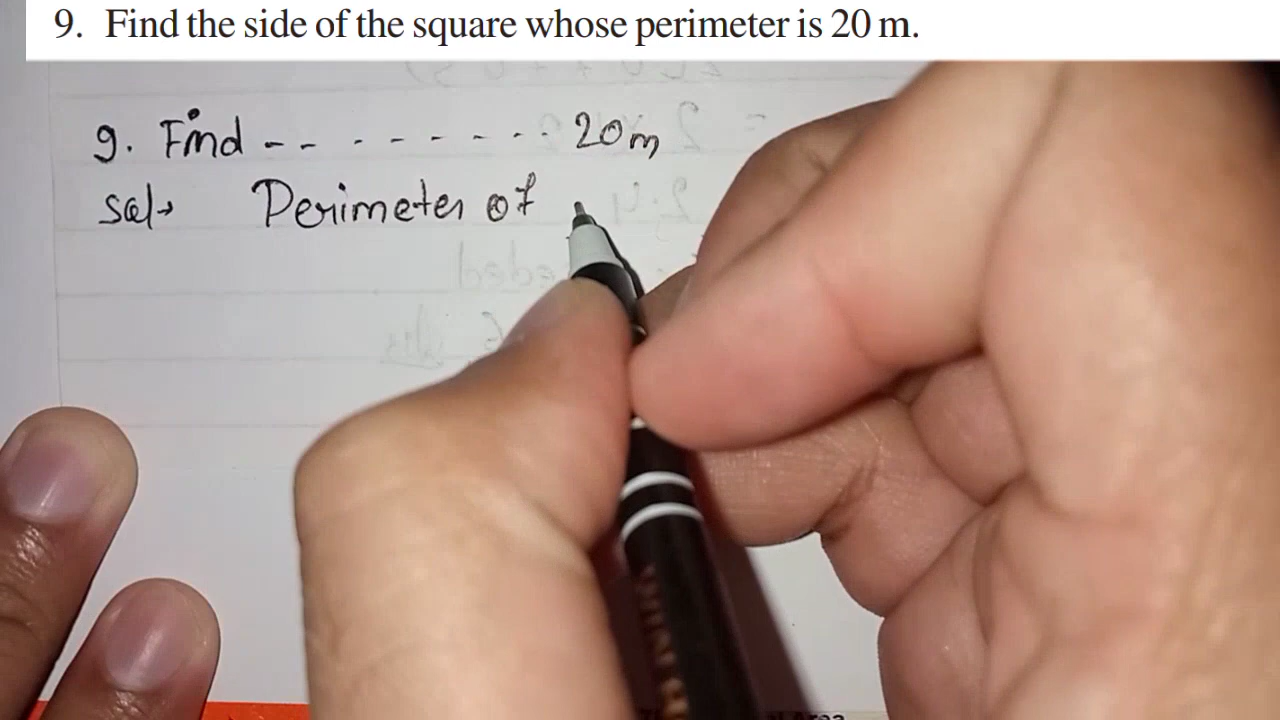 9. Find the side of the square whose perimeter is 20 m.
9. Find - - - - - - - - 20m
Sol→ Perimeter of